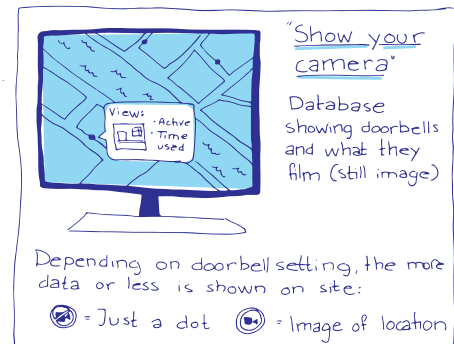 "Show your
camera"
Database
showing doorbells
and what they
film (still image)
View:
· Active
· Time
used
Depending on doorbell setting, the more
data or less is shown on site:
= Just a dot
= Image of location